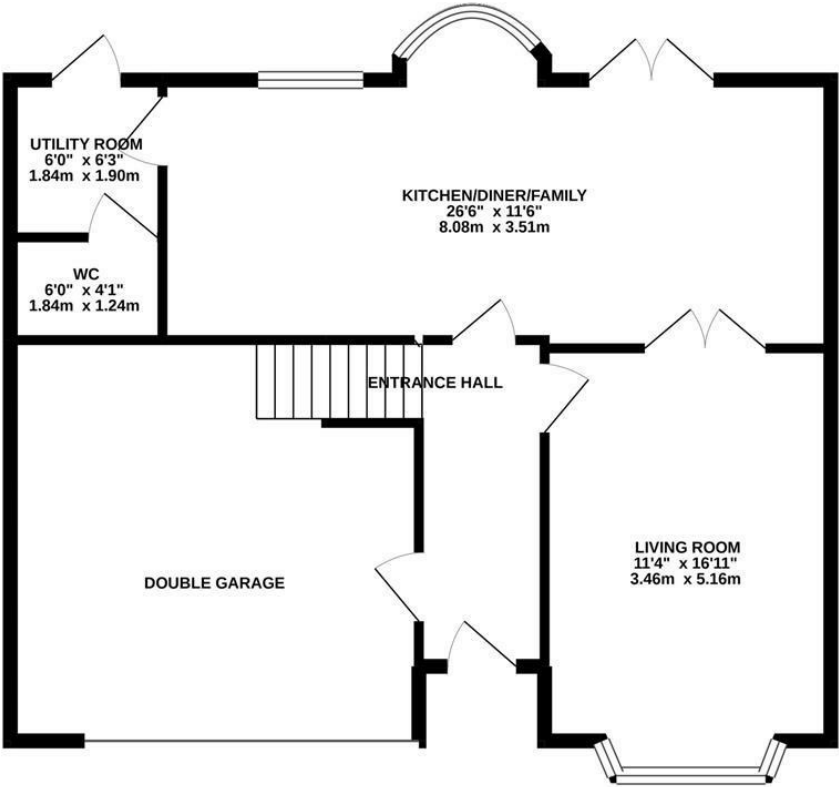 UTILITY ROOM
6'0" x 6'3"
1.84m x 1.90m
KITCHEN/DINER/FAMILY
26'6" x 11'6"
8.08m x 3.51m
WC
6'0" x 4'1"
1.84m x 1.24m
ENTRANCE HALL
LIVING ROOM
11'4" x 16'11"
3.46m x 5.16m
DOUBLE GARAGE